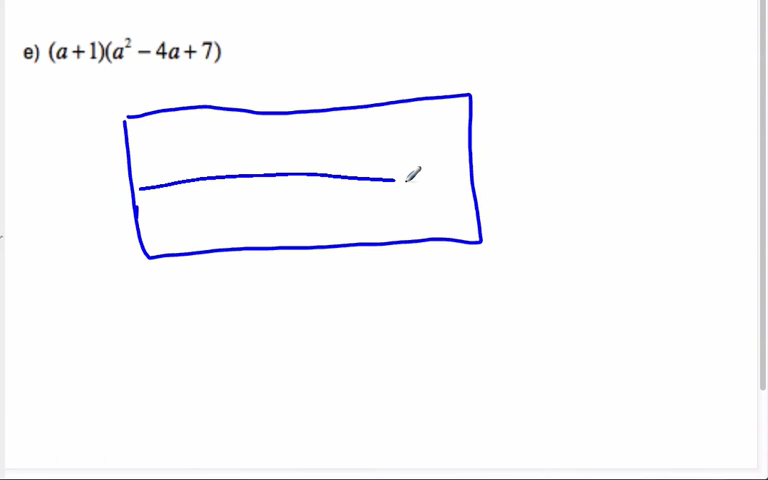 e) (a+1)(a² − 4a+7)